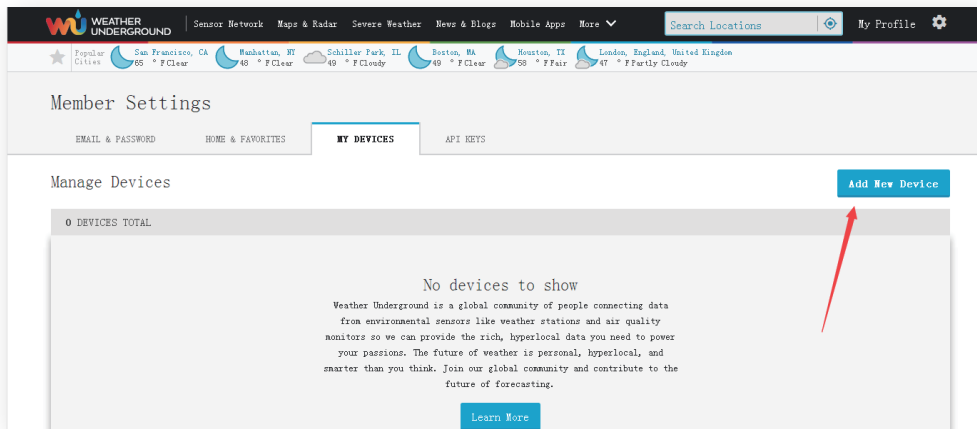 WEATHER UNDERGROUND Sensor Network Maps & Radar Severe Weather News & Blogs Mobile Apps More Search Locations My Profile
Popular Cities San Francisco, CA 65 ° F Clear Manhattan, NY 48 ° F Clear Schiller Park, IL 49 ° F Cloudy Boston, MA 49 ° F Clear Houston, TX 58 ° F Fair London, England, United Kingdom 47 ° F Partly Cloudy
Member Settings
EMAIL & PASSWORD HOME & FAVORITES MY DEVICES API KEYS
Manage Devices
Add New Device
0 DEVICES TOTAL
No devices to show
Weather Underground is a global community of people connecting data
from environmental sensors like weather stations and air quality
monitors so we can provide the rich, hyperlocal data you need to power
your passions. The future of weather is personal, hyperlocal, and
smarter than you think. Join our global community and contribute to the
future of forecasting.
Learn More